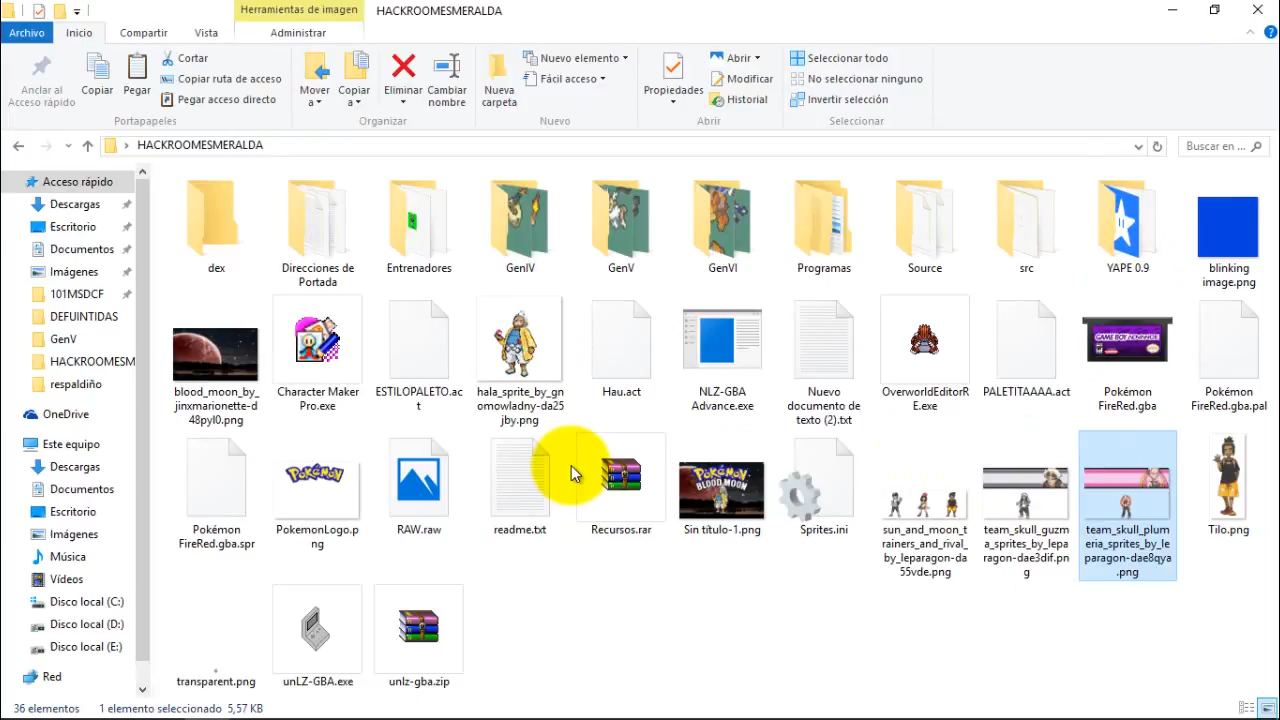 Herramientas de imagen
HACKROOMESMERALDA
Archivo
Inicio
Compartir
Vista
Administrar
Anclar al
Acceso rápido
Copiar
Pegar
Cortar
Copiar ruta de acceso
Pegar acceso directo
Portapapeles
Mover
a
Copiar
a
Eliminar
Cambiar
nombre
Organizar
Nueva
carpeta
Nuevo elemento
Fácil acceso
Nuevo
Propiedades
Abrir
Modificar
Historial
Abrir
Seleccionar todo
No seleccionar ninguno
Invertir selección
Seleccionar
HACKROOMESMERALDA
Buscar en ...
Acceso rápido
Descargas
Escritorio
Documentos
Imágenes
101MSDCF
DEFUINTIDAS
GenV
HACKROOMESM
respaldiño
OneDrive
Este equipo
Descargas
Documentos
Escritorio
Imágenes
Música
Vídeos
Disco local (C:)
Disco local (D:)
Disco local (E:)
Red
dex
Direcciones de
Portada
Entrenadores
GenIV
GenV
GenVI
Programas
Source
src
YAPE 0.9
blinking
image.png
blood_moon_by_
jinxmarionette-d
48pyl0.png
Character Maker
Pro.exe
ESTILOPALETO.ac
t
hala_sprite_by_gn
omowladny-da25
jby.png
Hau.act
NLZ-GBA
Advance.exe
Nuevo
documento de
texto (2).txt
OverworldEditorR
E.exe
PALETITAAAA.act
GAME BOY ADVANCE
Pokémon
FireRed.gba
Pokémon
FireRed.gba.pal
Pokémon
FireRed.gba.spr
POKéMON
PokemonLogo.p
ng
RAW.raw
readme.txt
Recursos.rar
POKéMON
BLOOD MOON
Sin título-1.png
Sprites.ini
sun_and_moon_t
rainers_and_rival_
by_leparagon-da
55vde.png
team_skull_guzm
a_sprites_by_lepa
ragon-dae3dif.pn
g
team_skull_plum
eria_sprites_by_le
paragon-dae8qya
.png
Tilo.png
transparent.png
unLZ-GBA.exe
unlz-gba.zip
36 elementos
1 elemento seleccionado 5,57 KB